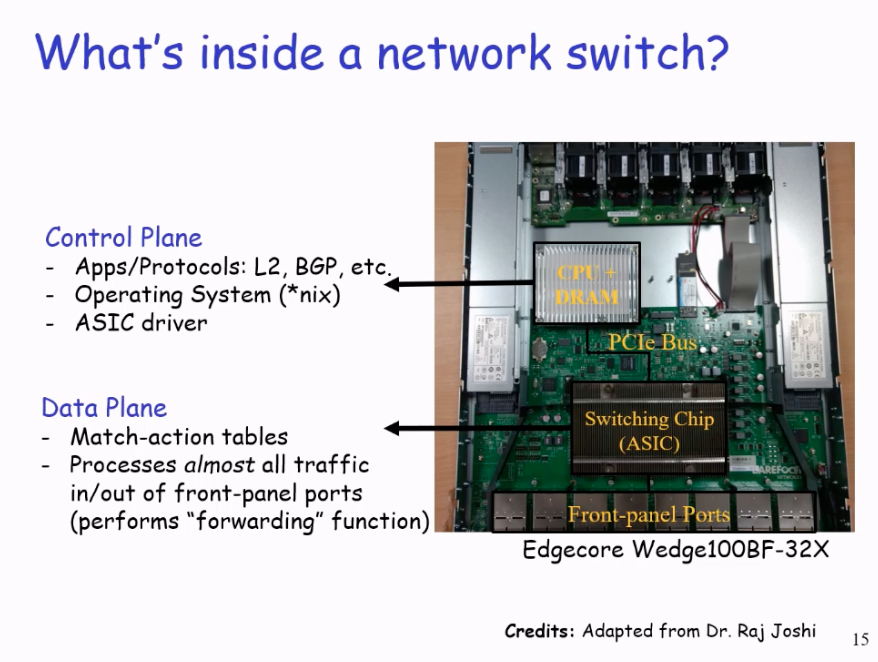 What's inside a network switch?
Control Plane
- Apps/Protocols: L2, BGP, etc.
- Operating System (*nix)
- ASIC driver
Data Plane
- Match-action tables
- Processes almost all traffic
in/out of front-panel ports
(performs "forwarding" function)
CPU +
DRAM
PCIe Bus
Switching Chip
(ASIC)
Front-panel Ports
Edgecore Wedge100BF-32X
Credits: Adapted from Dr. Raj Joshi
15